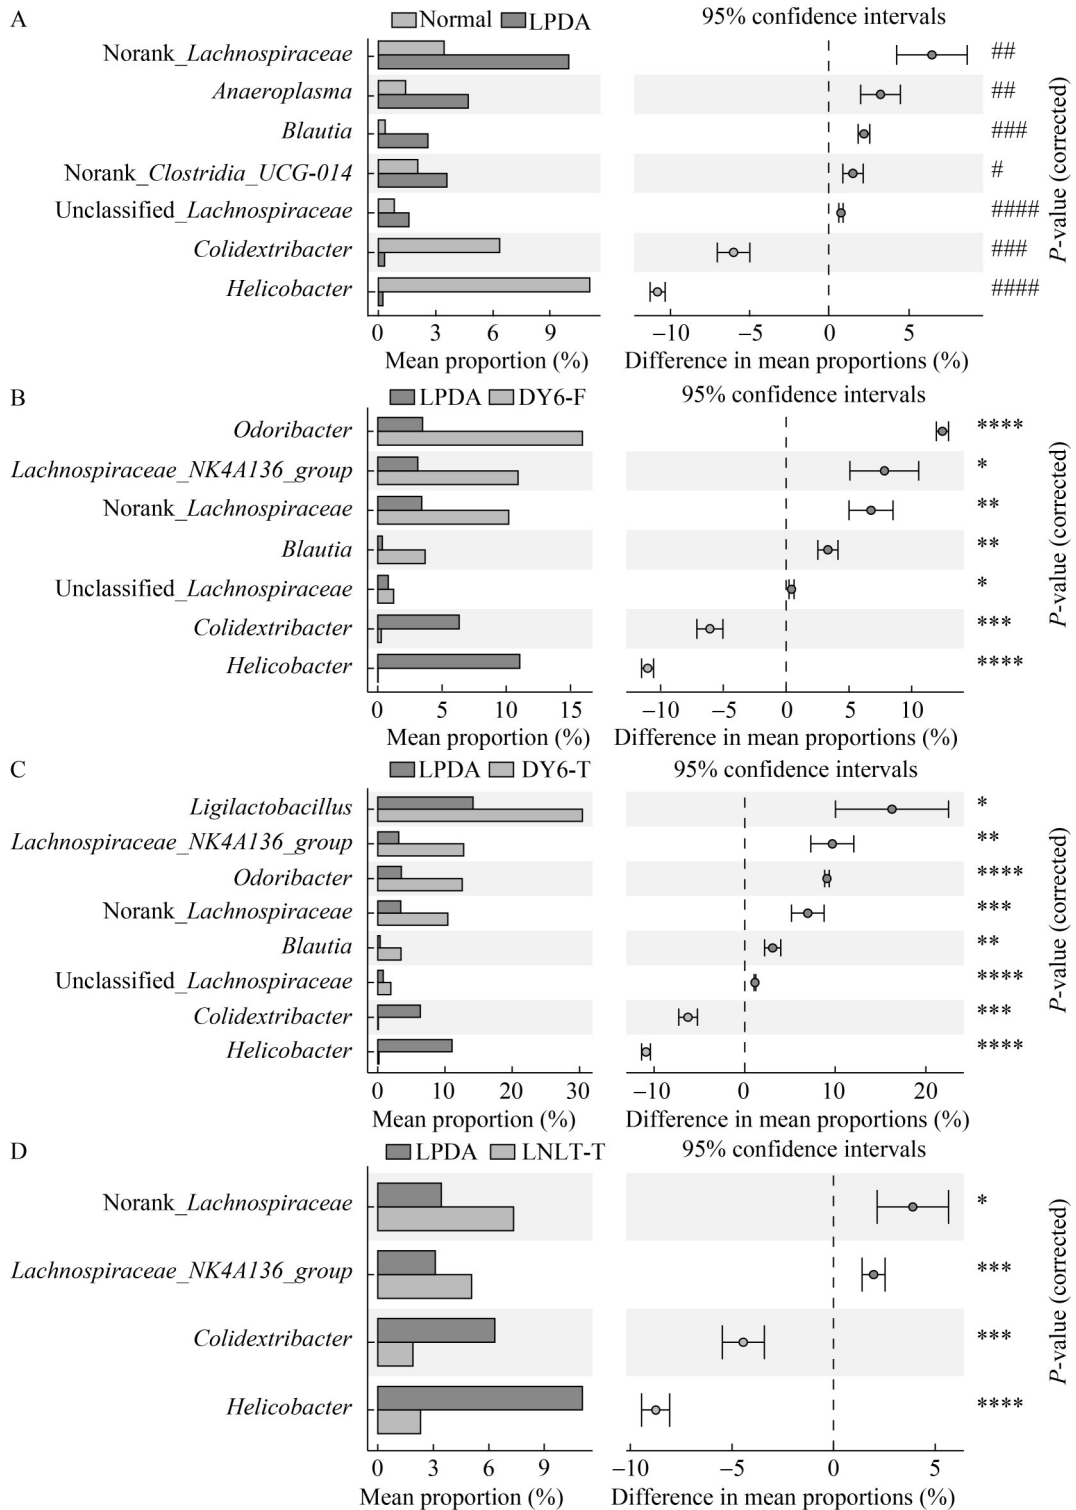 A
Normal LPDA
95% confidence intervals
Norank_Lachnospiraceae
##
Anaeroplasma
##
Blautia
###
Norank_Clostridia_UCG-014
#
Unclassified_Lachnospiraceae
####
Colidextribacter
###
Helicobacter
####
P-value (corrected)
0 3 6 9
−10 −5 0 5
Mean proportion (%)
Difference in mean proportions (%)
B
LPDA DY6-F
95% confidence intervals
Odoribacter
****
Lachnospiraceae_NK4A136_group
*
Norank_Lachnospiraceae
**
Blautia
**
Unclassified_Lachnospiraceae
*
Colidextribacter
***
Helicobacter
****
P-value (corrected)
0 5 10 15
−10 −5 0 5 10
Mean proportion (%)
Difference in mean proportions (%)
C
LPDA DY6-T
95% confidence intervals
Ligilactobacillus
*
Lachnospiraceae_NK4A136_group
**
Odoribacter
****
Norank_Lachnospiraceae
***
Blautia
**
Unclassified_Lachnospiraceae
****
Colidextribacter
***
Helicobacter
****
P-value (corrected)
0 10 20 30
−10 0 10 20
Mean proportion (%)
Difference in mean proportions (%)
D
LPDA LNLT-T
95% confidence intervals
Norank_Lachnospiraceae
*
Lachnospiraceae_NK4A136_group
***
Colidextribacter
***
Helicobacter
****
P-value (corrected)
0 3 6 9
−10 −5 0 5
Mean proportion (%)
Difference in mean proportions (%)